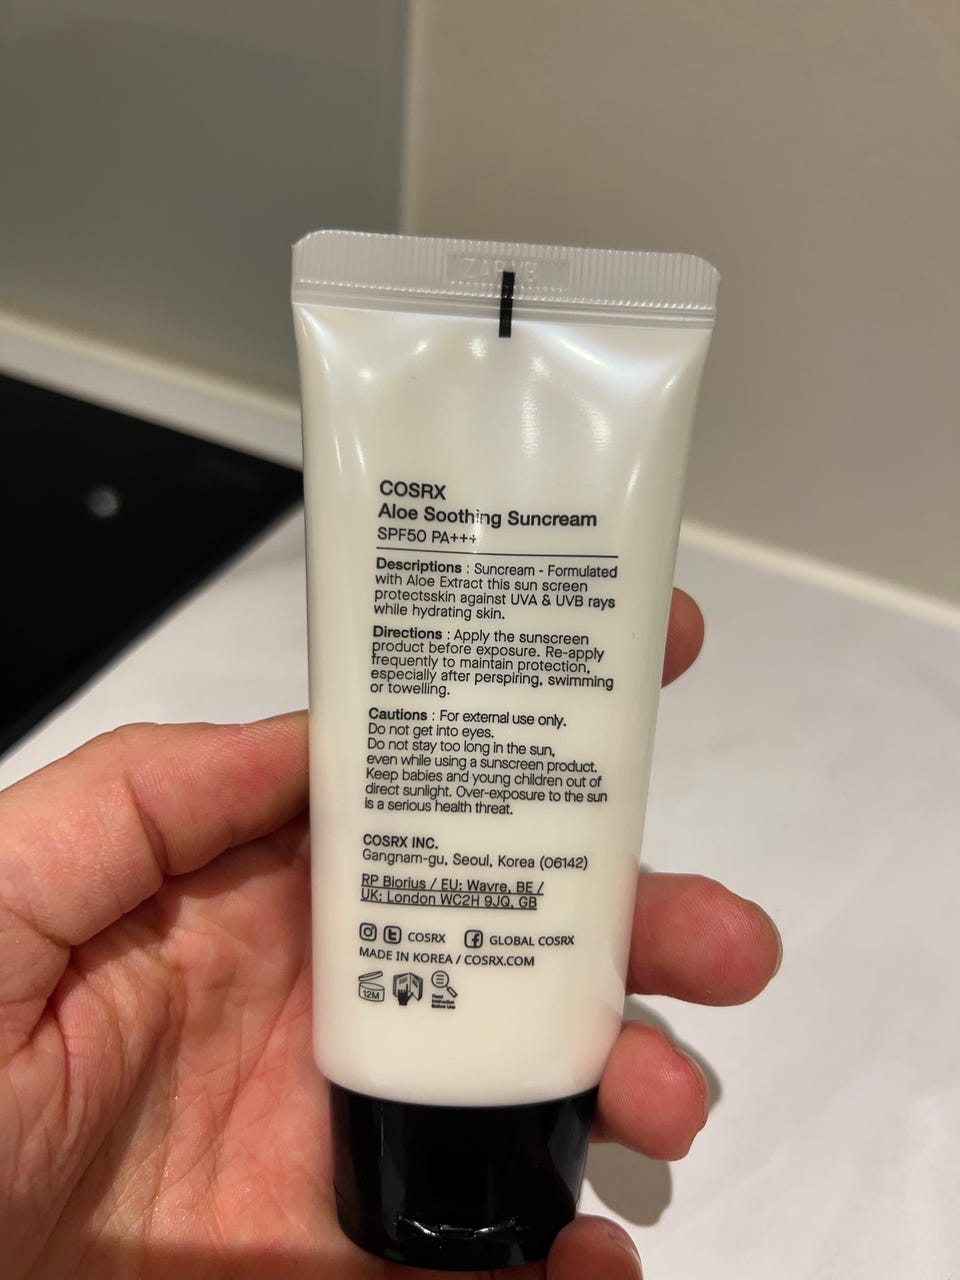 COSRX
Aloe Soothing Suncream
SPF50 PA+++
Descriptions : Suncream - Formulated
with Aloe Extract this sun screen
protectsskin against UVA & UVB rays
while hydrating skin.
Directions : Apply the sunscreen
product before exposure. Re-apply
frequently to maintain protection,
especially after perspiring, swimming
or towelling.
Cautions : For external use only.
Do not get into eyes.
Do not stay too long in the sun,
even while using a sunscreen product.
Keep babies and young children out of
direct sunlight. Over-exposure to the sun
is a serious health threat.
COSRX INC.
Gangnam-gu, Seoul, Korea (06142)
RP Biorius / EU: Wavre, BE /
UK: London WC2H 9JQ, GB
COSRX GLOBAL COSRX
MADE IN KOREA / COSRX.COM
12M
Read
Instruction
Before Use